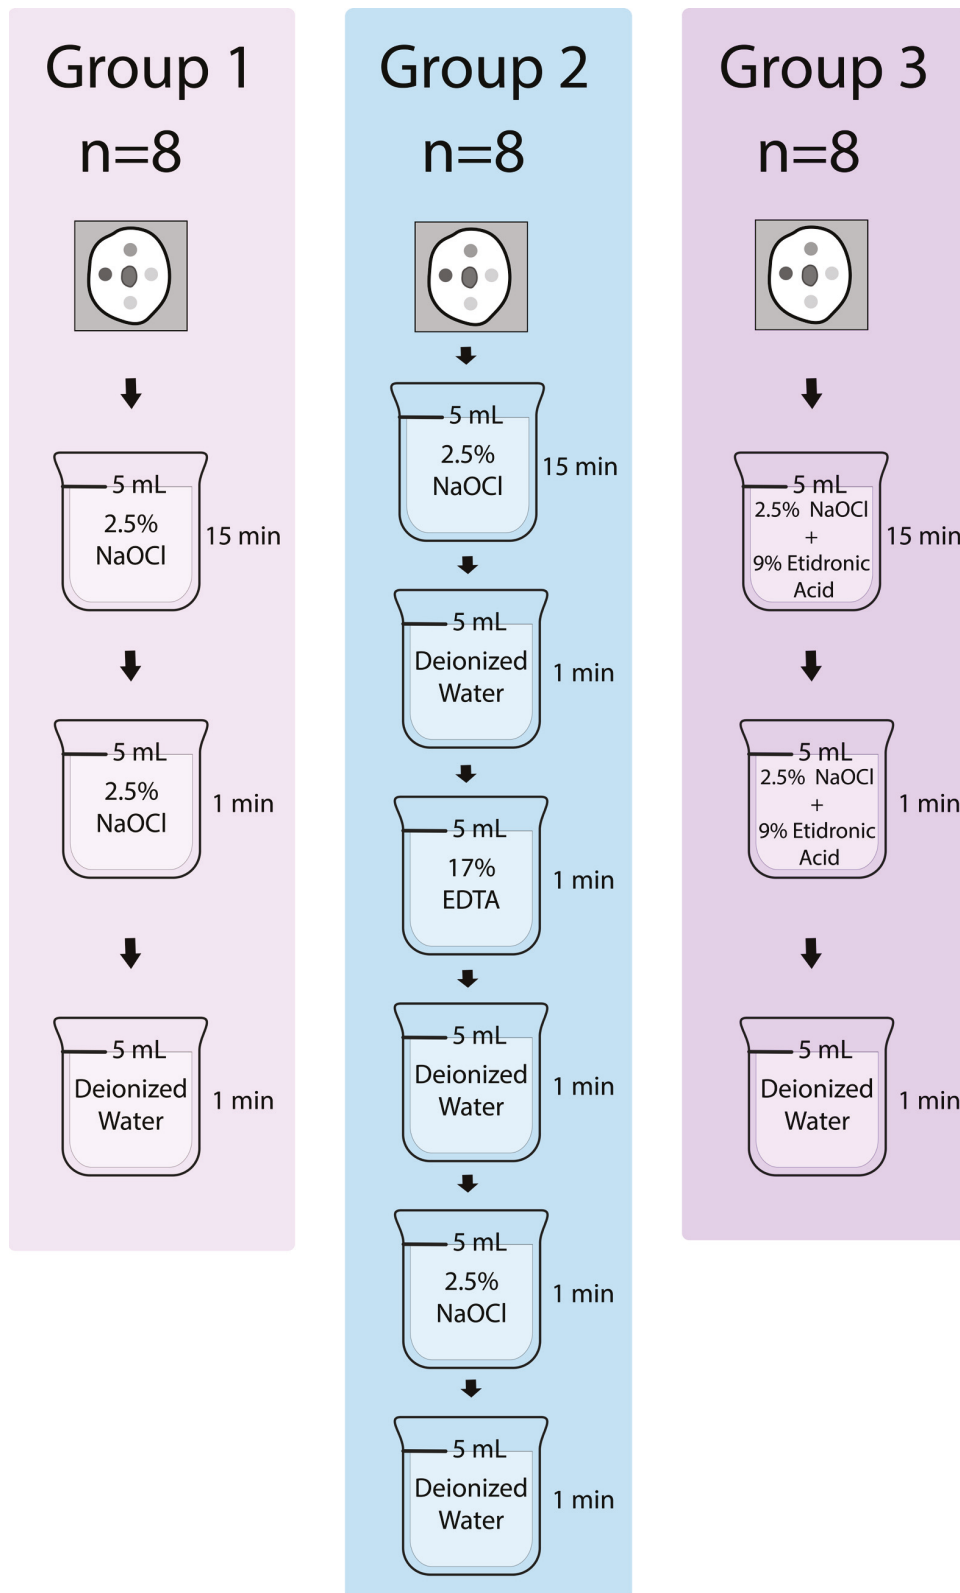 Group 1
n=8
5 mL
2.5%
NaOCl
15 min
5 mL
2.5%
NaOCl
1 min
5 mL
Deionized
Water
1 min
Group 2
n=8
5 mL
2.5%
NaOCl
15 min
5 mL
Deionized
Water
1 min
5 mL
17%
EDTA
1 min
5 mL
Deionized
Water
1 min
5 mL
2.5%
NaOCl
1 min
5 mL
Deionized
Water
1 min
Group 3
n=8
5 mL
2.5% NaOCl
+
9% Etidronic
Acid
15 min
5 mL
2.5% NaOCl
+
9% Etidronic
Acid
1 min
5 mL
Deionized
Water
1 min